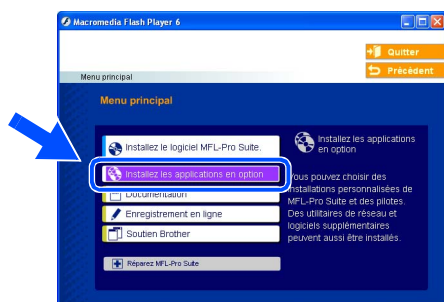 Macromedia Flash Player 6
Quitter
Précédent
Menu principal
Menu principal
Installez le logiciel MFL-Pro Suite.
Installez les applications en option
Documentation
Enregistrement en ligne
Soutien Brother
Réparez MFL-Pro Suite
Installez les applications
en option
Vous pouvez choisir des
installations personnalisées de
MFL-Pro Suite et des pilotes.
Des utilitaires de réseau et
logiciels supplémentaires
peuvent aussi être installés.